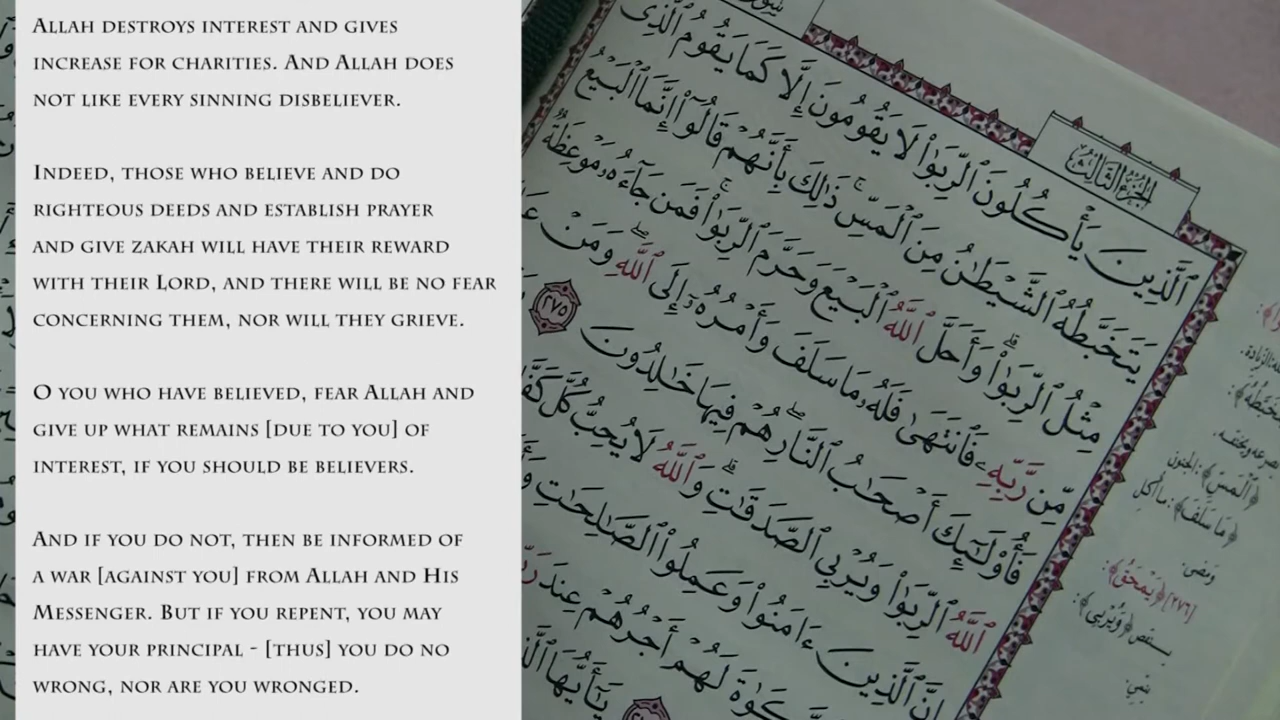 Allah destroys interest and gives
increase for charities. And Allah does
not like every sinning disbeliever.
Indeed, those who believe and do
righteous deeds and establish prayer
and give zakah will have their reward
with their Lord, and there will be no fear
concerning them, nor will they grieve.
O you who have believed, fear Allah and
give up what remains [due to you] of
interest, if you should be believers.
And if you do not, then be informed of
a war [against you] from Allah and His
Messenger. But if you repent, you may
have your principal - [thus] you do no
wrong, nor are you wronged.
الجزء الثالث
ٱلَّذِينَ يَأْكُلُونَ ٱلرِّبَوٰا۟ لَا يَقُومُونَ إِلَّا كَمَا يَقُومُ ٱلَّذِى
يَتَخَبَّطُهُ ٱلشَّيْطَٰنُ مِنَ ٱلْمَسِّ ۚ ذَٰلِكَ بِأَنَّهُمْ قَالُوٓا۟ إِنَّمَا ٱلْبَيْعُ
مِثْلُ ٱلرِّبَوٰا۟ ۗ وَأَحَلَّ ٱللَّهُ ٱلْبَيْعَ وَحَرَّمَ ٱلرِّبَوٰا۟ ۚ فَمَن جَآءَهُۥ مَوْعِظَةٌ
مِّن رَّبِّهِۦ فَٱنتَهَىٰ فَلَهُۥ مَا سَلَفَ وَأَمْرُهُۥٓ إِلَى ٱللَّهِ ۖ وَمَنْ
فَأُو۟لَٰٓئِكَ أَصْحَٰبُ ٱلنَّارِ ۖ هُمْ فِيهَا خَٰلِدُونَ ٢٧٥
ٱللَّهُ ٱلرِّبَوٰا۟ وَيُرْبِى ٱلصَّدَقَٰتِ ۗ وَٱللَّهُ لَا يُحِبُّ كُلَّ
إِنَّ ٱلَّذِينَ ءَامَنُوا۟ وَعَمِلُوا۟ ٱلصَّٰلِحَٰتِ
لَهُمْ أَجْرُهُمْ عِندَ
يَٰٓأَيُّهَا
﴿ٱلْمَسِّ﴾: الجنون
﴿مَا سَلَفَ﴾: ما أكل
ومضى.
[٢٧٦] ﴿يَمْحَقُ﴾:
﴿وَيُرْبِى﴾: